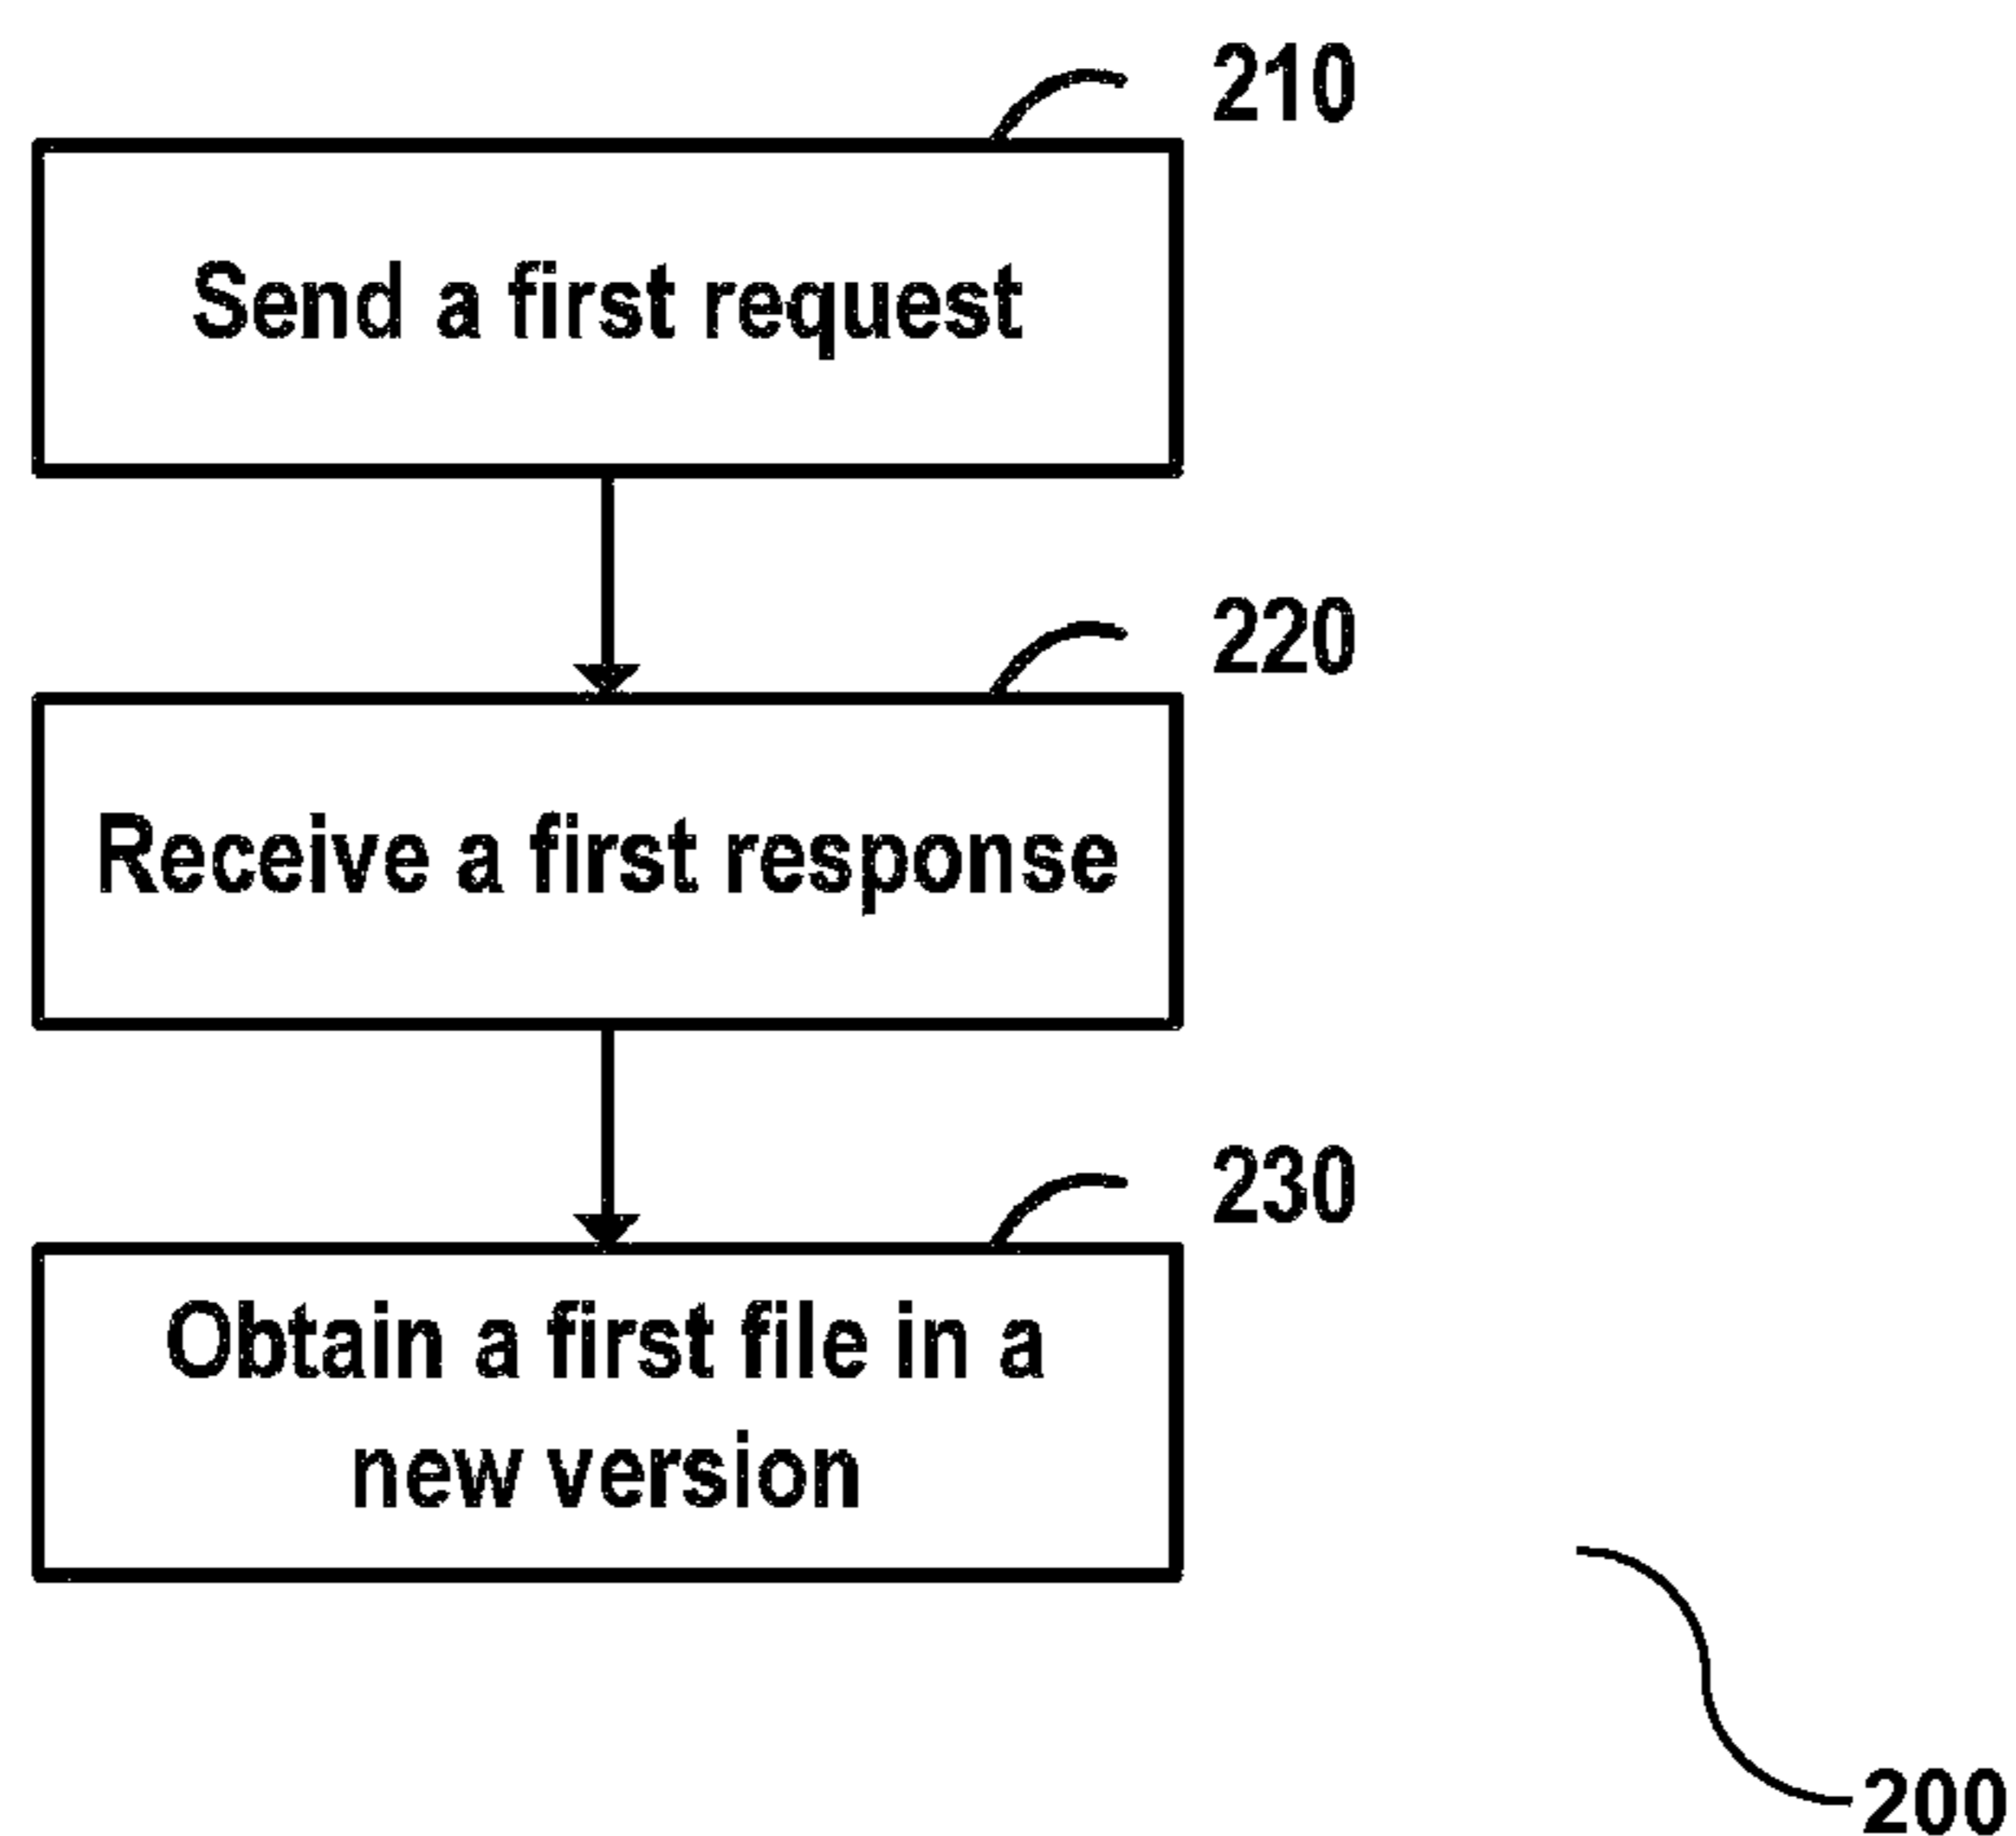 210
Send a first request
220
Receive a first response
230
Obtain a first file in a
new version
200